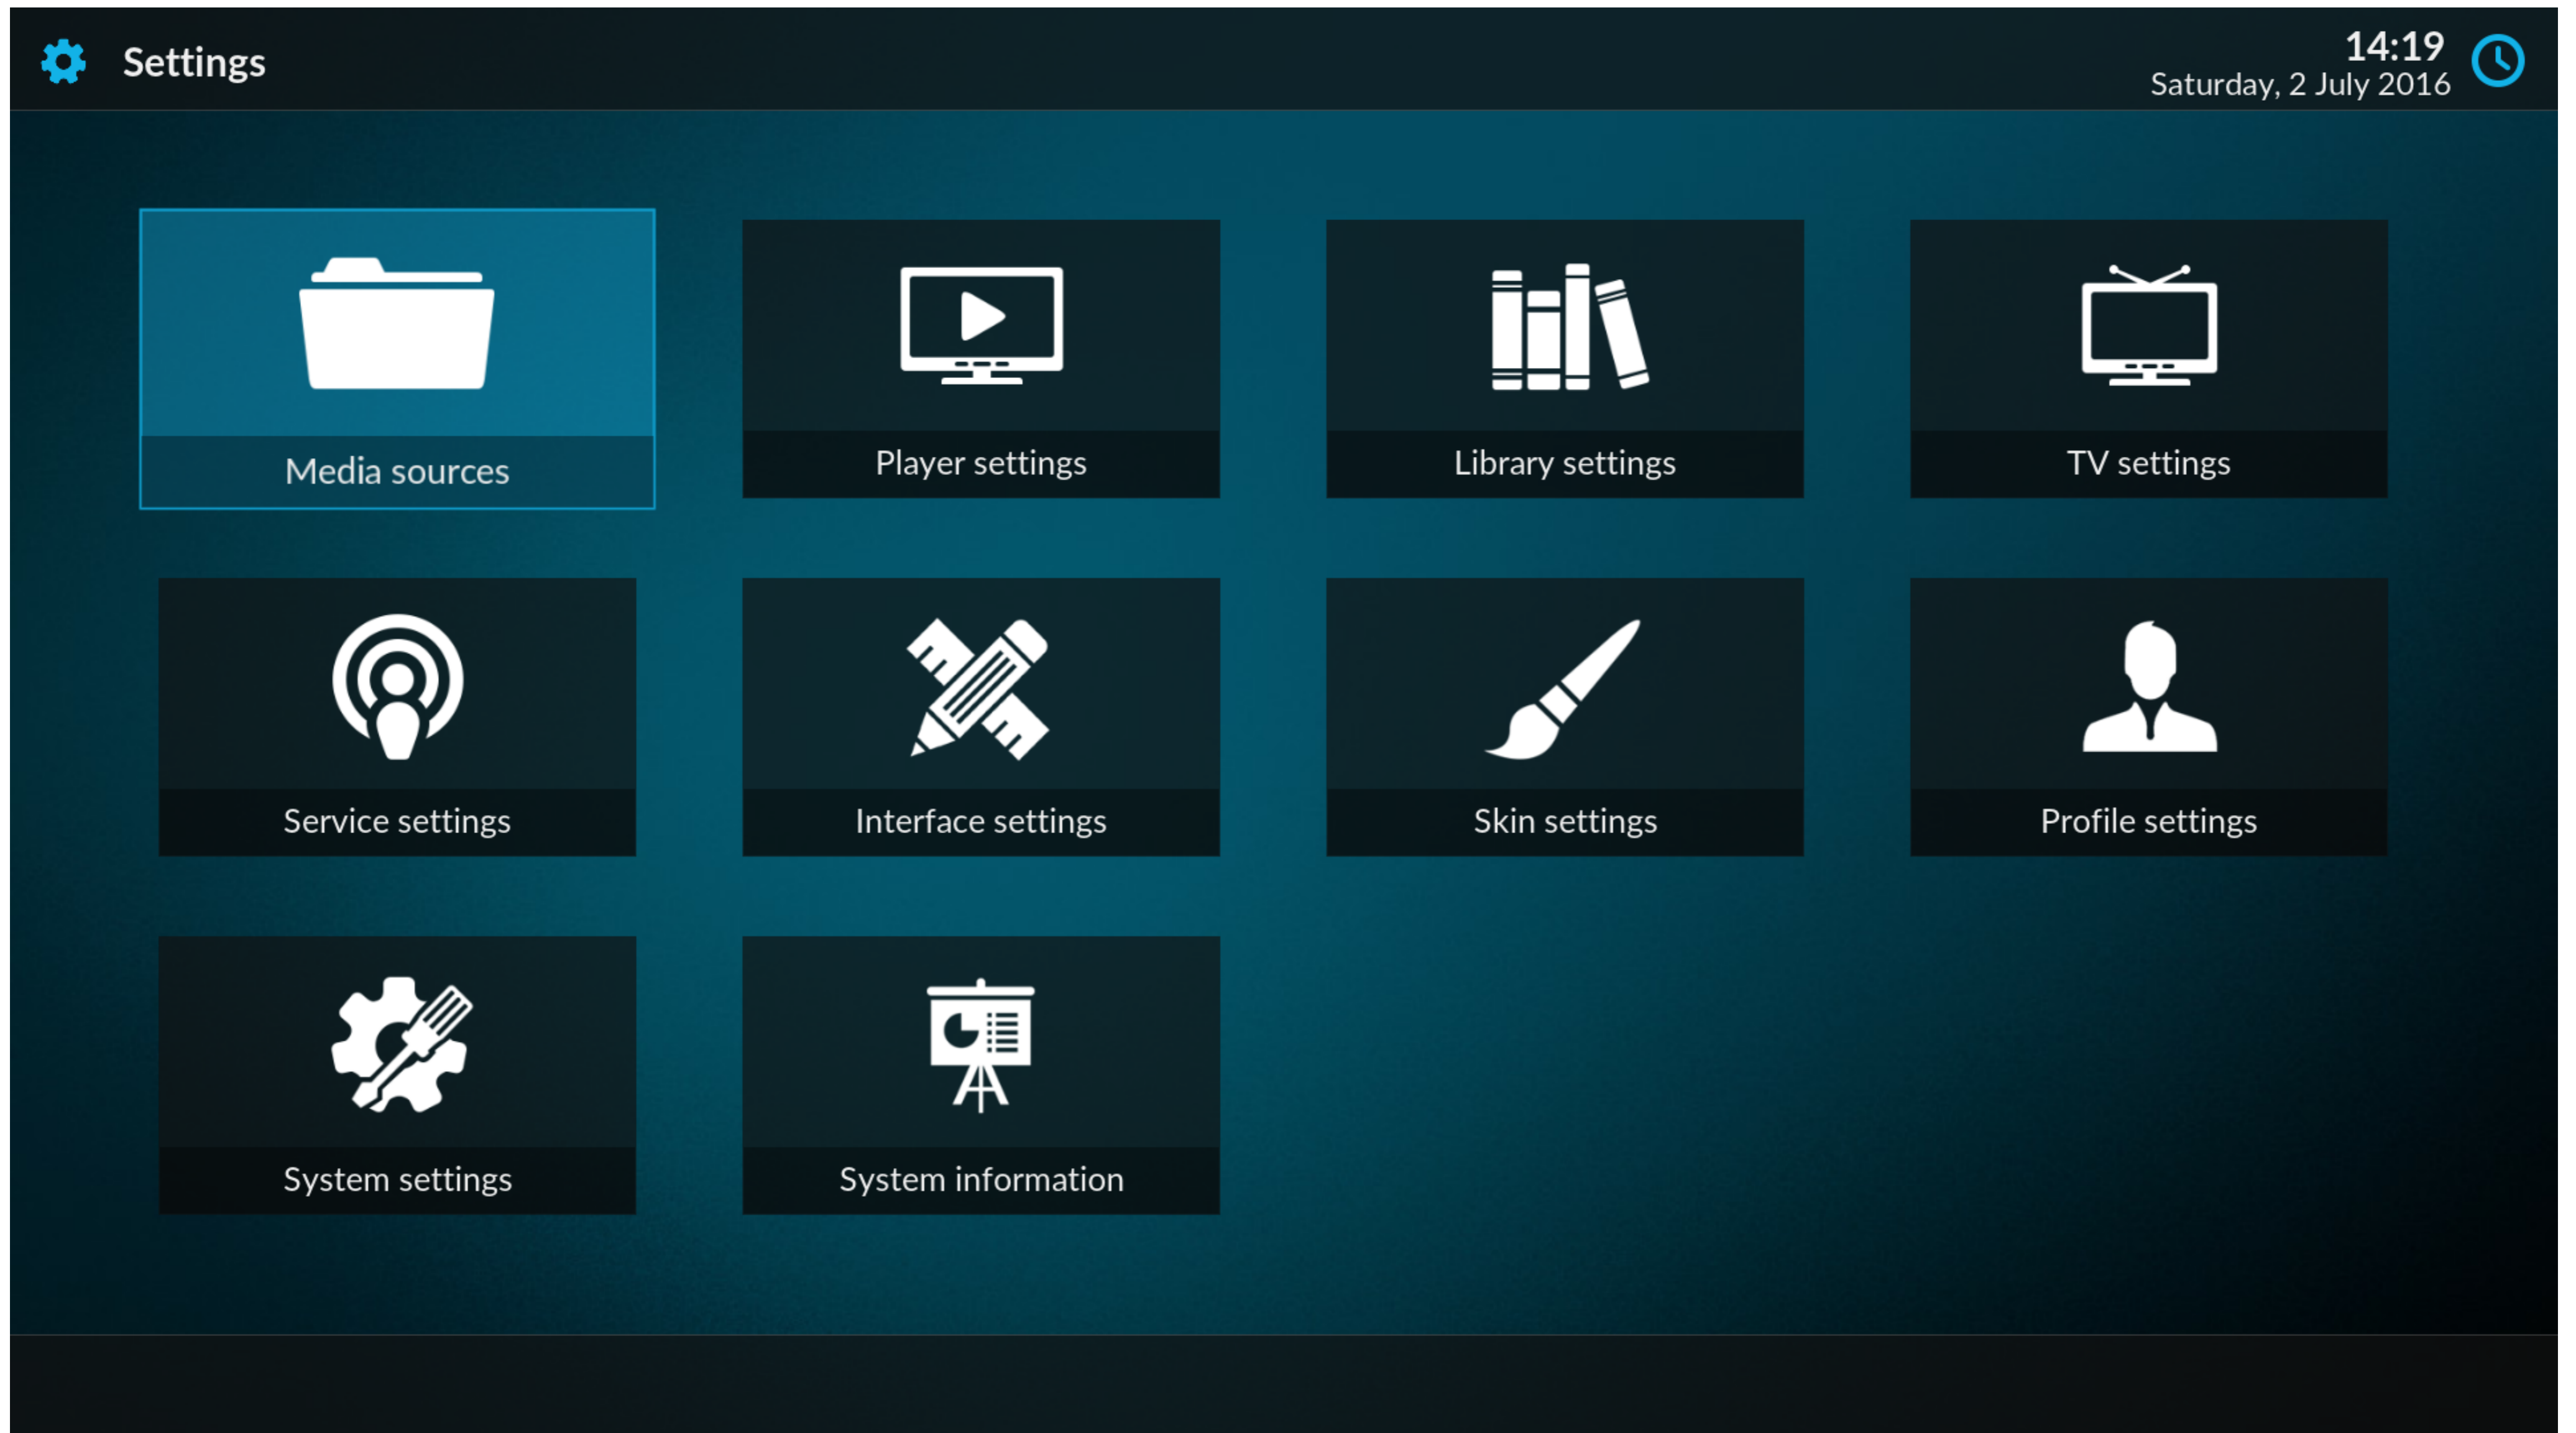 Settings
14:19
Saturday, 2 July 2016
Media sources
Player settings
Library settings
TV settings
Service settings
Interface settings
Skin settings
Profile settings
System settings
System information